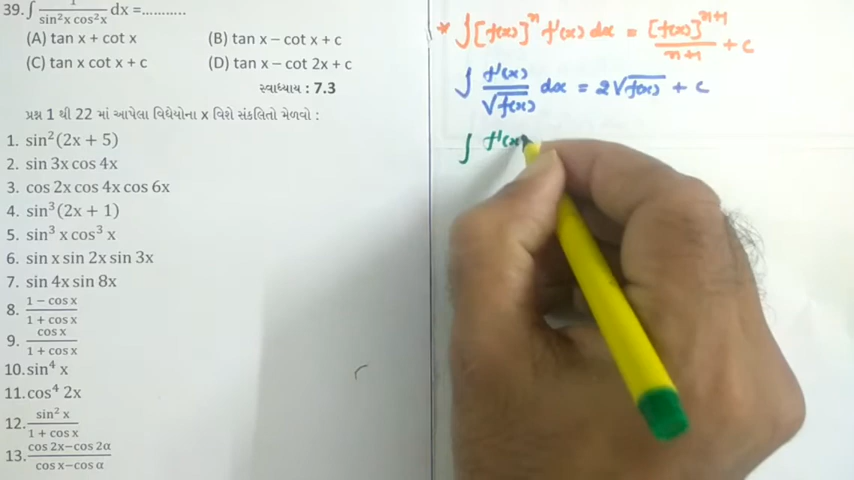 39. ∫ 1/(sin²x cos²x) dx =...........
(A) tan x + cot x (B) tan x − cot x + c
(C) tan x cot x + c (D) tan x − cot 2x + c
સ્વાધ્યાય : 7.3
પ્રશ્ન 1 થી 22 માં આપેલા વિધેયોના x વિશે સંકલિતો મેળવો :
1. sin²(2x + 5)
2. sin 3x cos 4x
3. cos 2x cos 4x cos 6x
4. sin³(2x + 1)
5. sin³ x cos³ x
6. sin x sin 2x sin 3x
7. sin 4x sin 8x
8. (1 − cos x)/(1 + cos x)
9. cos x/(1 + cos x)
10. sin⁴ x
11. cos⁴ 2x
12. sin² x/(1 + cos x)
13. (cos 2x−cos 2α)/(cos x−cos α)
* ∫ [f(x)]ⁿ f'(x) dx = [f(x)]ⁿ⁺¹/(n+1) + c
∫ f'(x)/√f(x) dx = 2√f(x) + c
∫ f'(x)